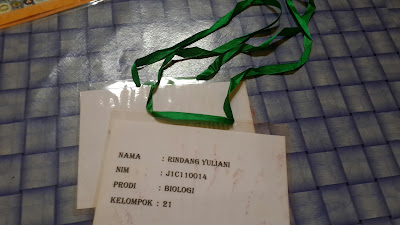 NAMA : RINDANG YULIANI
NIM : J1C110014
PRODI : BIOLOGI
KELOMPOK : 21